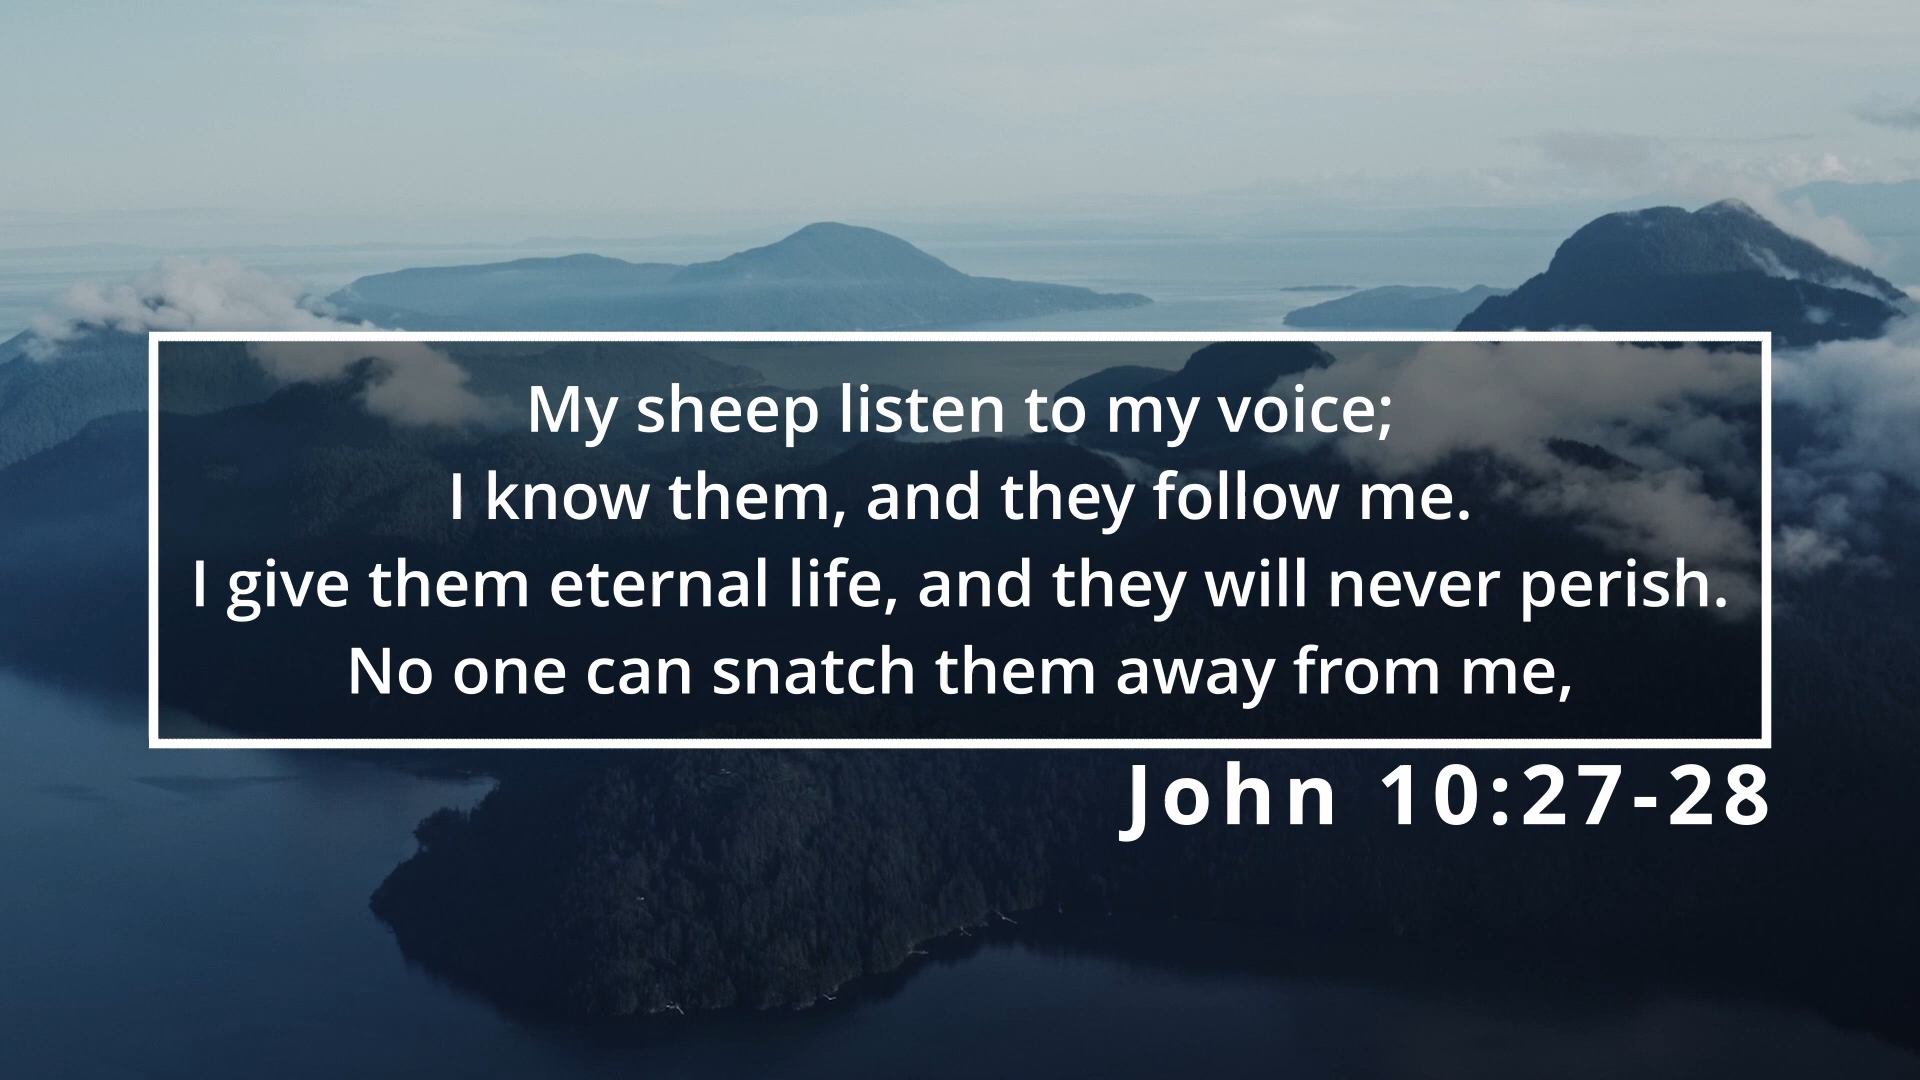 My sheep listen to my voice;
I know them, and they follow me.
I give them eternal life, and they will never perish.
No one can snatch them away from me,
John 10:27-28